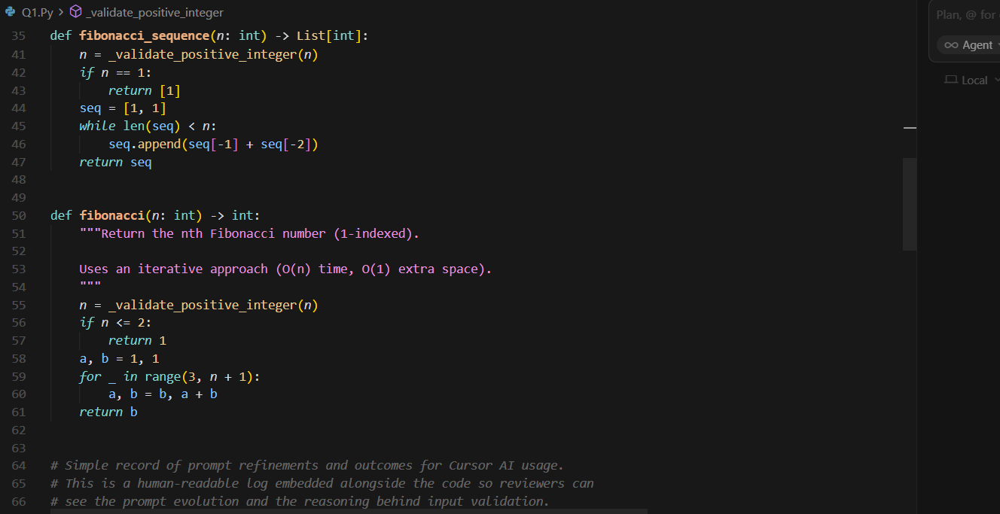 Q1.Py > _validate_positive_integer
35 def fibonacci_sequence(n: int) -> List[int]:
41 n = _validate_positive_integer(n)
42 if n == 1:
43 return [1]
44 seq = [1, 1]
45 while len(seq) < n:
46 seq.append(seq[-1] + seq[-2])
47 return seq
48
49
50 def fibonacci(n: int) -> int:
51 """Return the nth Fibonacci number (1-indexed).
52
53 Uses an iterative approach (O(n) time, O(1) extra space).
54 """
55 n = _validate_positive_integer(n)
56 if n <= 2:
57 return 1
58 a, b = 1, 1
59 for _ in range(3, n + 1):
60 a, b = b, a + b
61 return b
62
63
64 # Simple record of prompt refinements and outcomes for Cursor AI usage.
65 # This is a human-readable log embedded alongside the code so reviewers can
66 # see the prompt evolution and the reasoning behind input validation.
Plan, @ for
Agent
Local